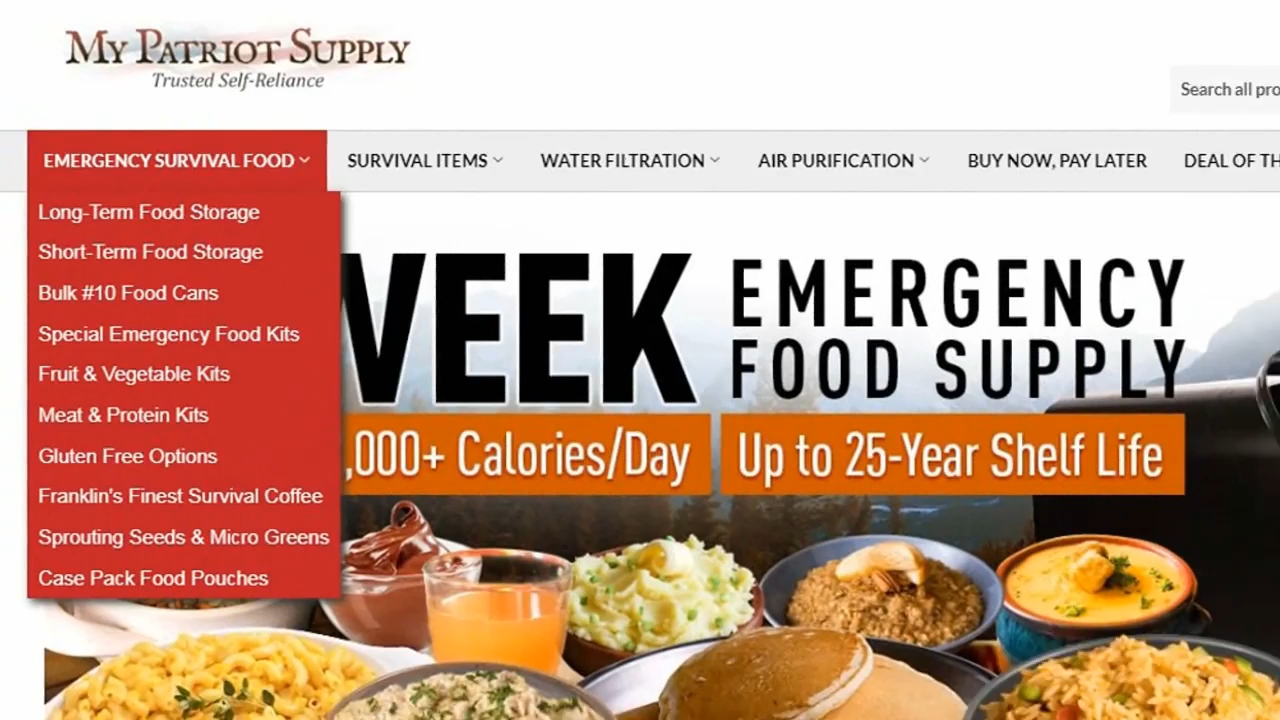 My Patriot Supply
Trusted Self-Reliance
Search all pro
EMERGENCY SURVIVAL FOOD SURVIVAL ITEMS WATER FILTRATION AIR PURIFICATION BUY NOW, PAY LATER DEAL OF TH
Long-Term Food Storage
Short-Term Food Storage
Bulk #10 Food Cans
Special Emergency Food Kits
Fruit & Vegetable Kits
Meat & Protein Kits
Gluten Free Options
Franklin's Finest Survival Coffee
Sprouting Seeds & Micro Greens
Case Pack Food Pouches
WEEK
EMERGENCY
FOOD SUPPLY
,000+ Calories/Day
Up to 25-Year Shelf Life